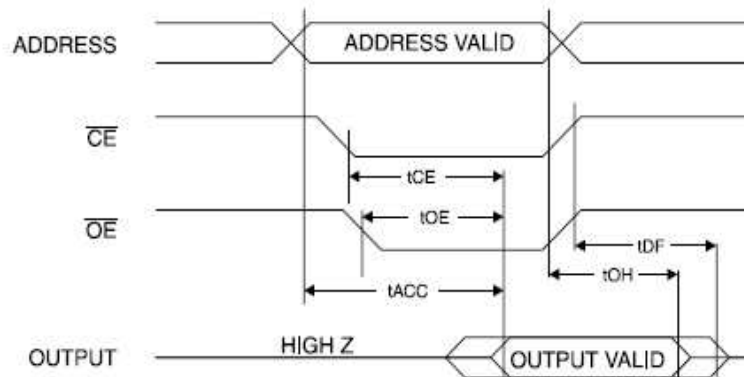 ADDRESS
ADDRESS VALID
CE
tCE
OE
tOE
tDF
tOH
tACC
OUTPUT
HIGH Z
OUTPUT VALID